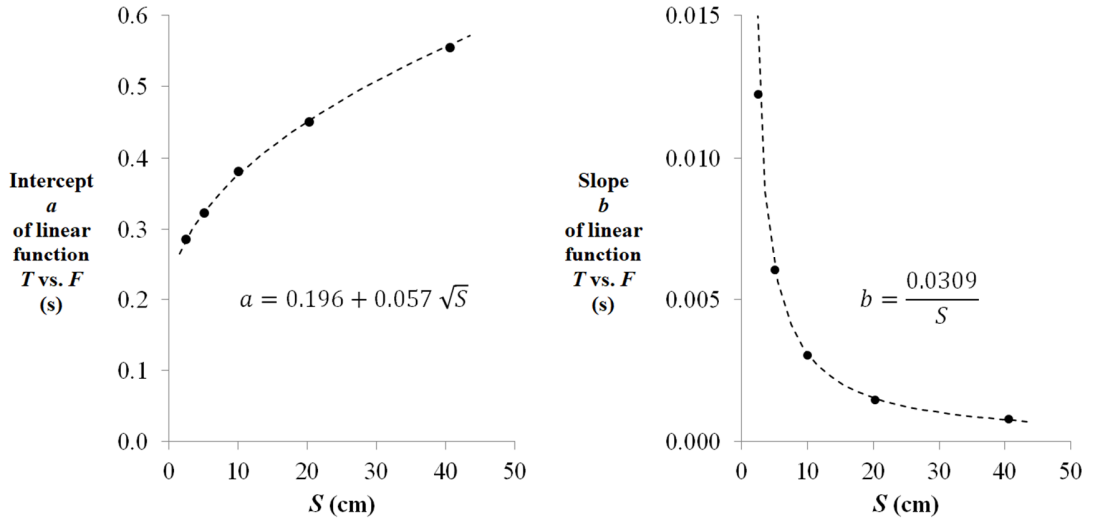 0.6
0.5
0.4
0.3
0.2
0.1
0.0
Intercept
a
of linear
function
T vs. F
(s)
a = 0.196 + 0.057 √S
0 10 20 30 40 50
S (cm)
0.015
0.010
0.005
0.000
Slope
b
of linear
function
T vs. F
(s)
b = 0.0309
S
0 10 20 30 40 50
S (cm)